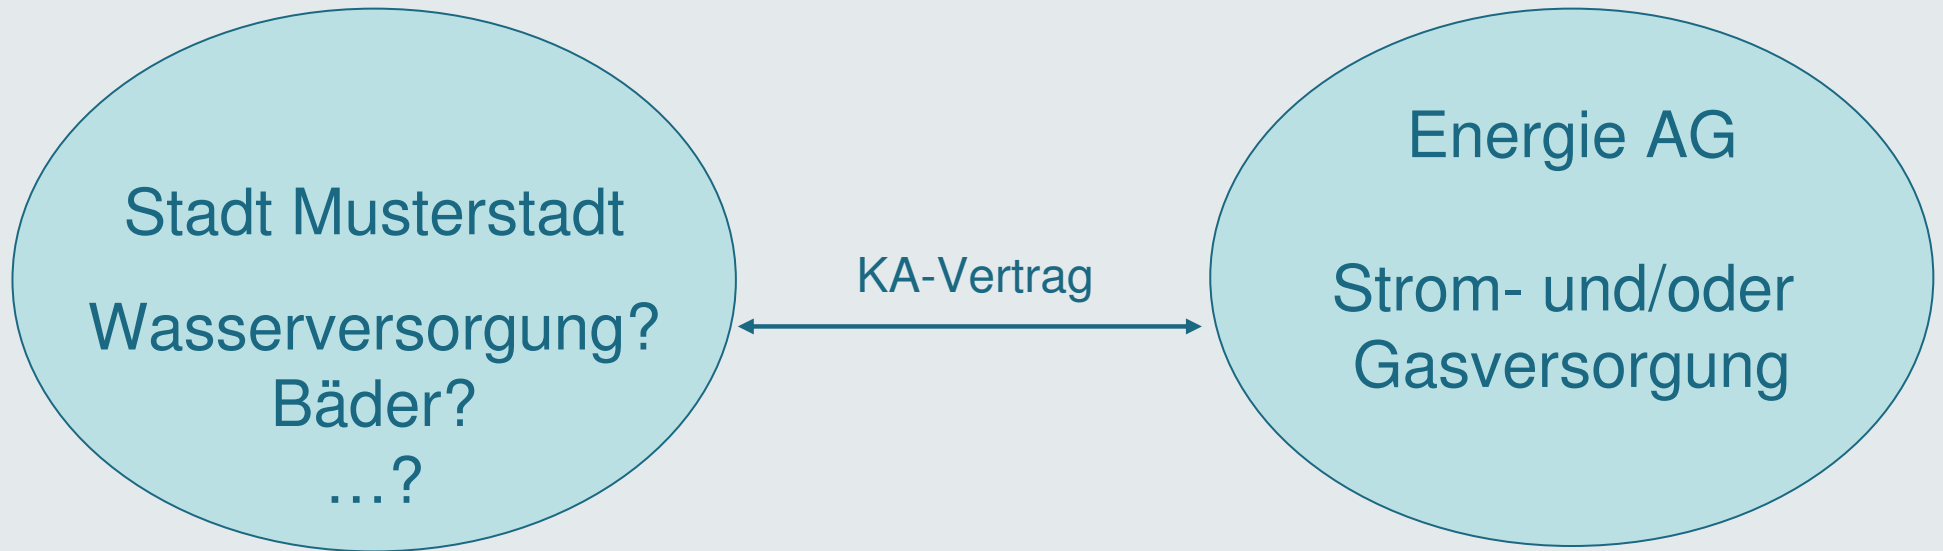 Stadt Musterstadt
Wasserversorgung?
Bäder?
…?
KA-Vertrag
Energie AG
Strom- und/oder
Gasversorgung